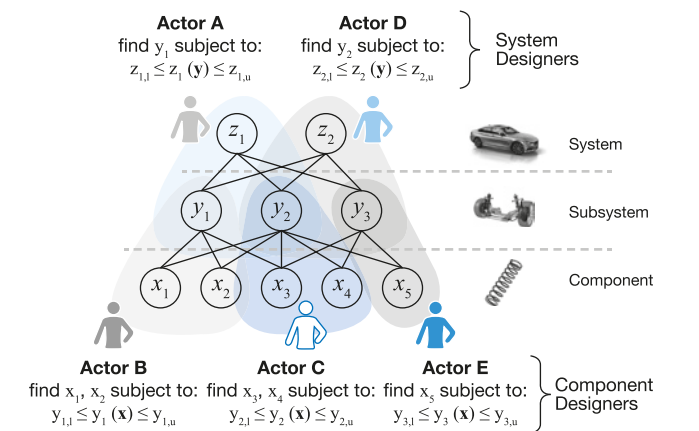 Actor A
find y₁ subject to:
z₁,ₗ ≤ z₁ (y) ≤ z₁,ᵤ
Actor D
find y₂ subject to:
z₂,ₗ ≤ z₂ (y) ≤ z₂,ᵤ
System
Designers
z₁
z₂
System
y₁
y₂
y₃
Subsystem
x₁
x₂
x₃
x₄
x₅
Component
Actor B
find x₁, x₂ subject to:
y₁,ₗ ≤ y₁ (x) ≤ y₁,ᵤ
Actor C
find x₃, x₄ subject to:
y₂,ₗ ≤ y₂ (x) ≤ y₂,ᵤ
Actor E
find x₅ subject to:
y₃,ₗ ≤ y₃ (x) ≤ y₃,ᵤ
Component
Designers